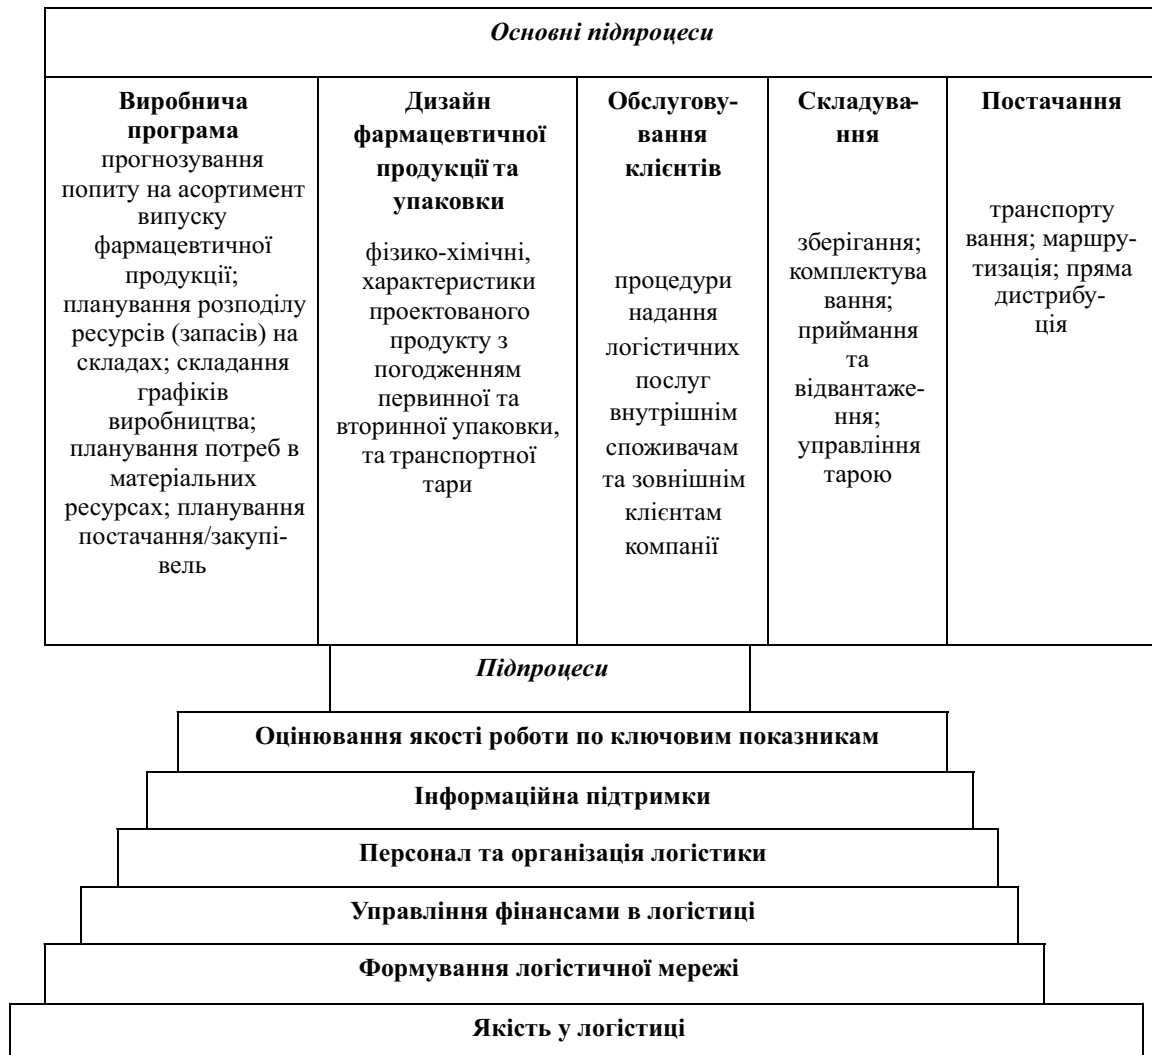 Основні підпроцеси
Виробнича
програма
прогнозування
попиту на асортимент
випуску
фармацевтичної
продукції;
планування розподілу
ресурсів (запасів) на
складах; складання
графіків
виробництва;
планування потреб в
матеріальних
ресурсах; планування
постачання/закупі-
вель
Дизайн
фармацевтичної
продукції та
упаковки
фізико-хімічні,
характеристики
проектованого
продукту з
погодженням
первинної та
вторинної упаковки,
та транспортної
тари
Обслугову-
вання
клієнтів
процедури
надання
логістичних
послуг
внутрішнім
споживачам
та зовнішнім
клієнтам
компанії
Складува-
ння
зберігання;
комплектува
вання;
приймання
та
відвантаже-
ння;
управління
тарою
Постачання
транспорту
вання; маршру-
тизація; пряма
дистрибу-
ція
Підпроцеси
Оцінювання якості роботи по ключовим показникам
Інформаційна підтримки
Персонал та організація логістики
Управління фінансами в логістиці
Формування логістичної мережі
Якість у логістиці